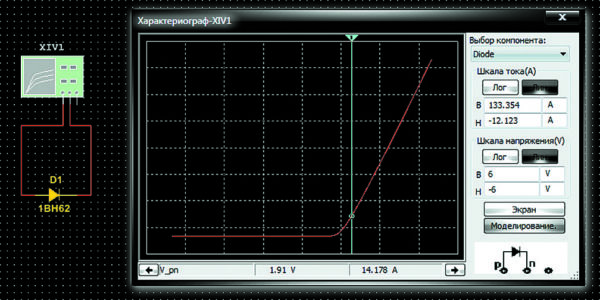 XIV1
D1
1BH62
Характериограф-XIV1
x
Выбор компонента:
Diode
Шкала тока(A)
Лог Лин
В 133.354 A
Н -12.123 A
Шкала напряжения(V)
Лог Лин
В 6 V
Н -6 V
Экран
Моделирование.
V_pn 1.91 V 14.178 A
p n